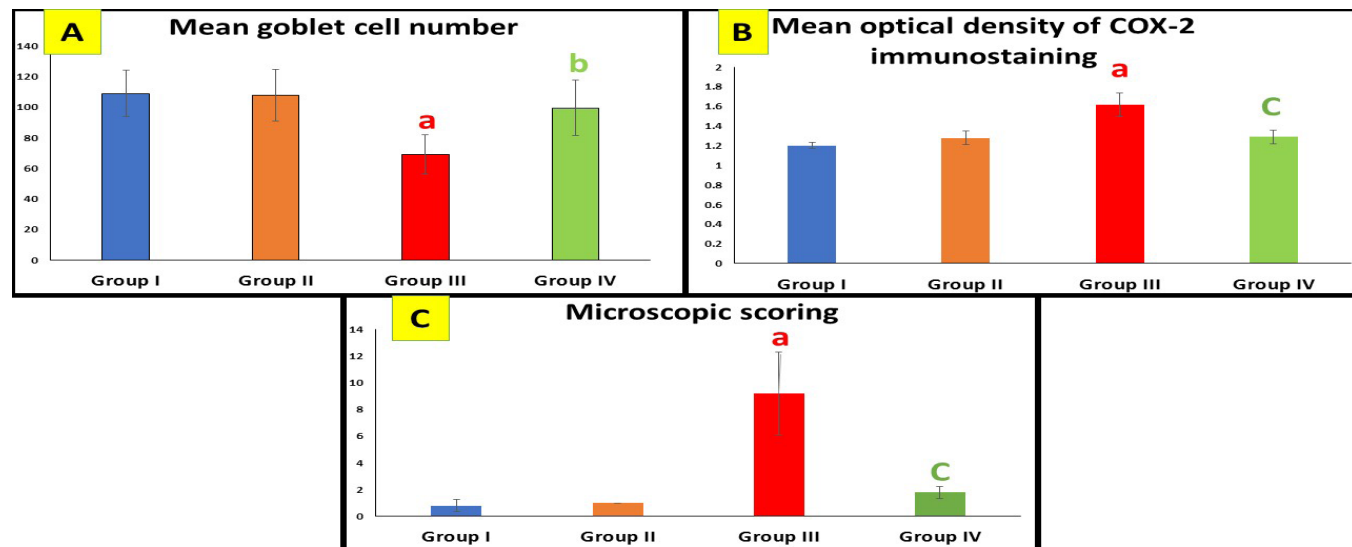 A
Mean goblet cell number
140
120
100
80
60
40
20
0
b
a
Group I
Group II
Group III
Group IV
B
Mean optical density of COX-2
immunostaining
2
1.8
1.6
1.4
1.2
1
0.8
0.6
0.4
0.2
0
a
C
Group I
Group II
Group III
Group IV
C
Microscopic scoring
14
12
10
8
6
4
2
0
a
C
Group I
Group II
Group III
Group IV